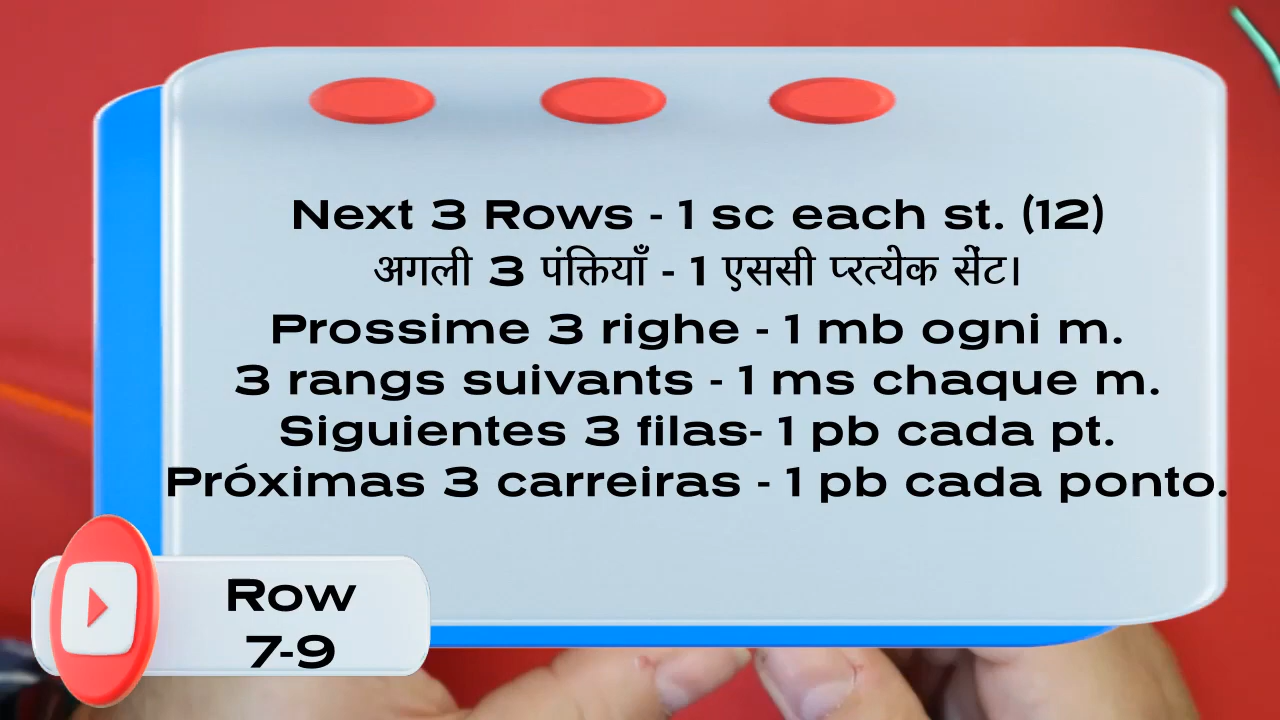 Next 3 Rows - 1 sc each st. (12)
अगली 3 पंक्तियाँ - 1 एससी प्रत्येक सेंट।
Prossime 3 righe - 1 mb ogni m.
3 rangs suivants - 1 ms chaque m.
Siguientes 3 filas- 1 pb cada pt.
Próximas 3 carreiras - 1 pb cada ponto.
Row
7-9